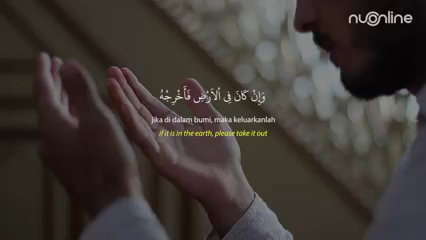 nuonline
وَإِنْ كَانَ فِى الْاَرْضِ فَأَخْرِجْهُ
Jika di dalam bumi, maka keluarkanlah
If it is in the earth, please take it out